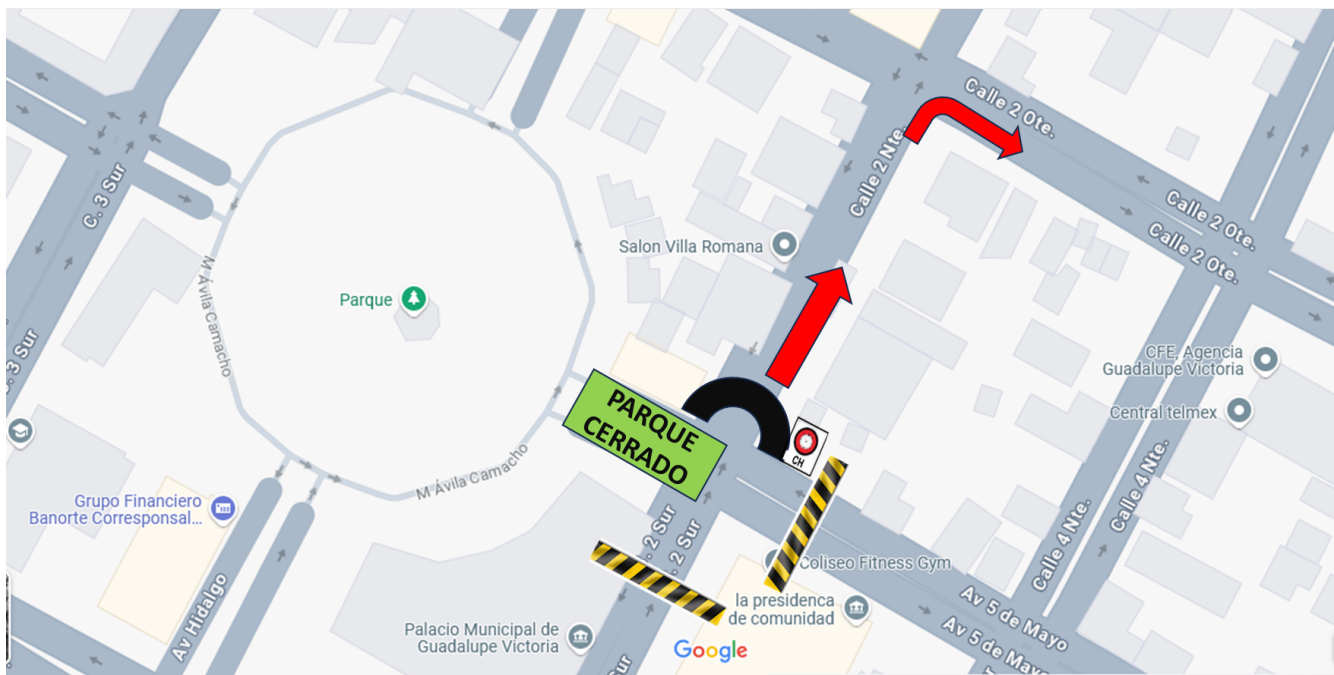 Calle 2 Ote.
C. 3 Sur
Calle 2 Nte.
Calle 2 Ote.
Calle 2 Ote.
Salon Villa Romana
M Ávila Camacho
Parque
. 3 Sur
CFE, Agencia
Guadalupe Victoria
Central telmex
PARQUE
CERRADO
CH
M Ávila Camacho
Grupo Financiero
Banorte Corresponsal...
. 2 Sur
. 2 Sur
Calle 4 Nte.
Calle 4 Nte.
Coliseo Fitness Gym
Av Hidalgo
la presidenca
de comunidad
Av 5 de Mayo
Av 5 de Mayo
Palacio Municipal de
Guadalupe Victoria
Google
Sur